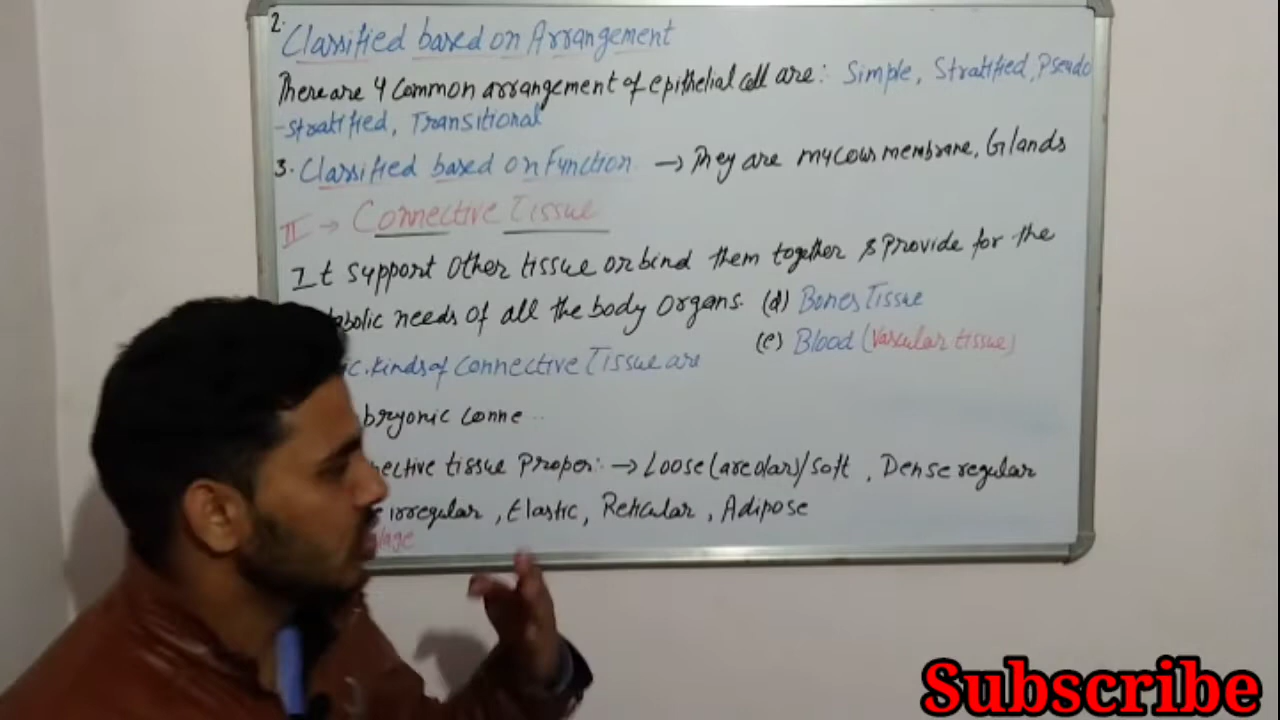 2.
Classified based on Arrangement
There are 4 Common arrangement of epithelial cell are: Simple, Stratified, Pseudo
-stratified, Transitional
3. Classified based on Function → They are mycous membrane, Glands
II → Connective Tissue
It support other tissue or bind them together & Provide for the
abolic needs of all the body organs. (d) Bones Tissue
(e) Blood (Vascular tissue)
ic. kinds of Connective Tissue are
bryonic Conne ..
nective tissue Proper: → Loose (areolar)/soft, Dense regular
irregular, Elastic, Reticular, Adipose
lage
Subscribe